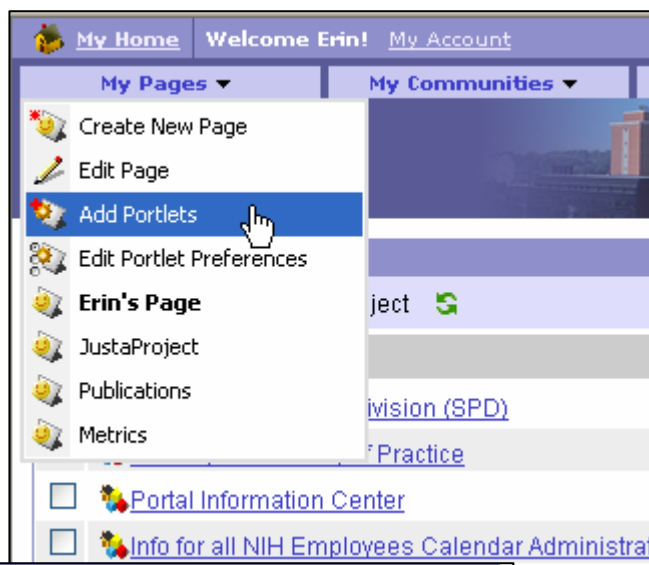 My Home Welcome Erin! My Account
My Pages My Communities
Create New Page
Edit Page
Add Portlets
Edit Portlet Preferences
Erin's Page
ject
JustaProject
Publications
ivision (SPD)
Metrics
Practice
Portal Information Center
Info for all NIH Employees Calendar Administrat